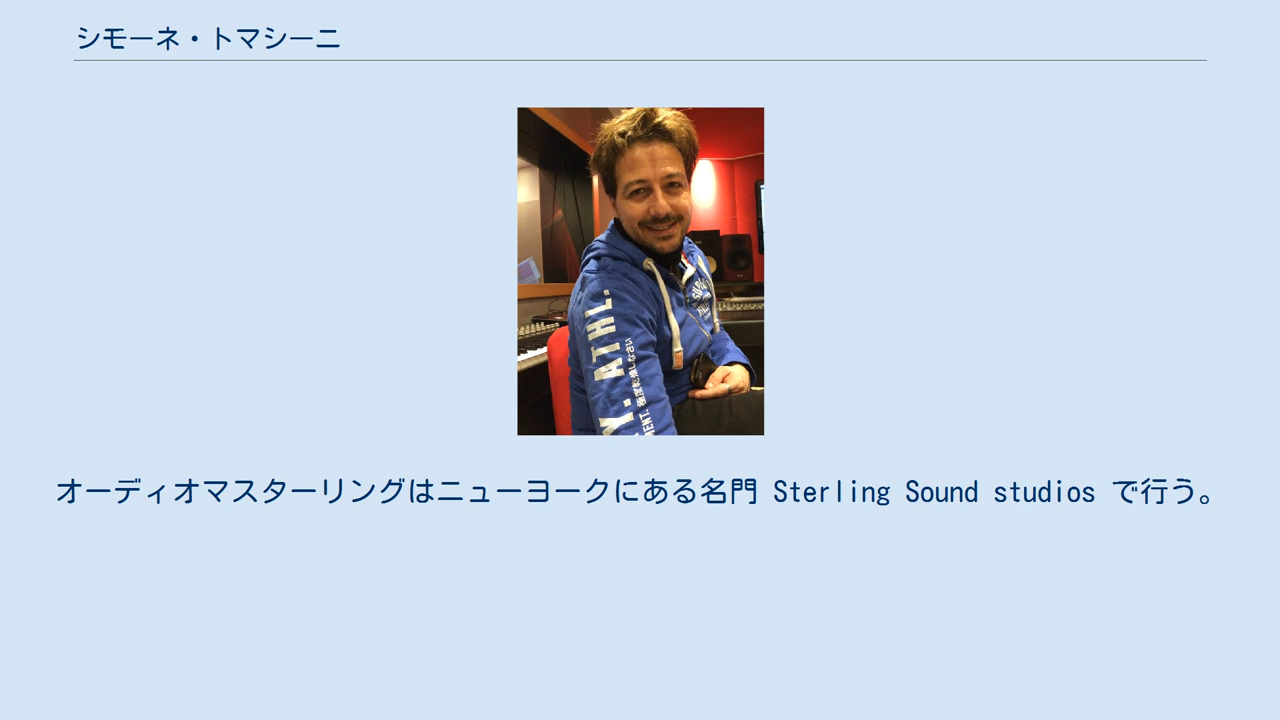 シモーネ・トマシーニ
Y. ATHL.
MENT.
オーディオマスターリングはニューヨークにある名門 Sterling Sound studios で行う。